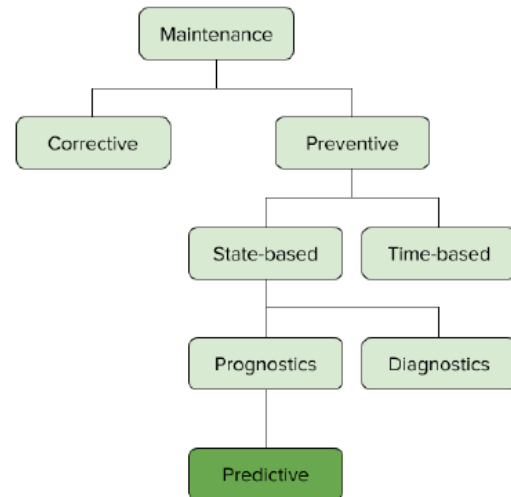 Maintenance
Corrective
Preventive
State-based
Time-based
Prognostics
Diagnostics
Predictive